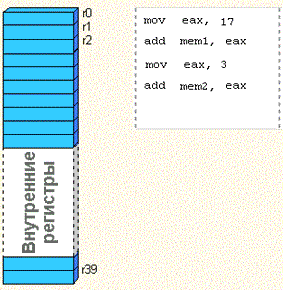 r0
r1
r2
Внутренние
регистры
r39
mov eax, 17
add mem1, eax
mov eax, 3
add mem2, eax